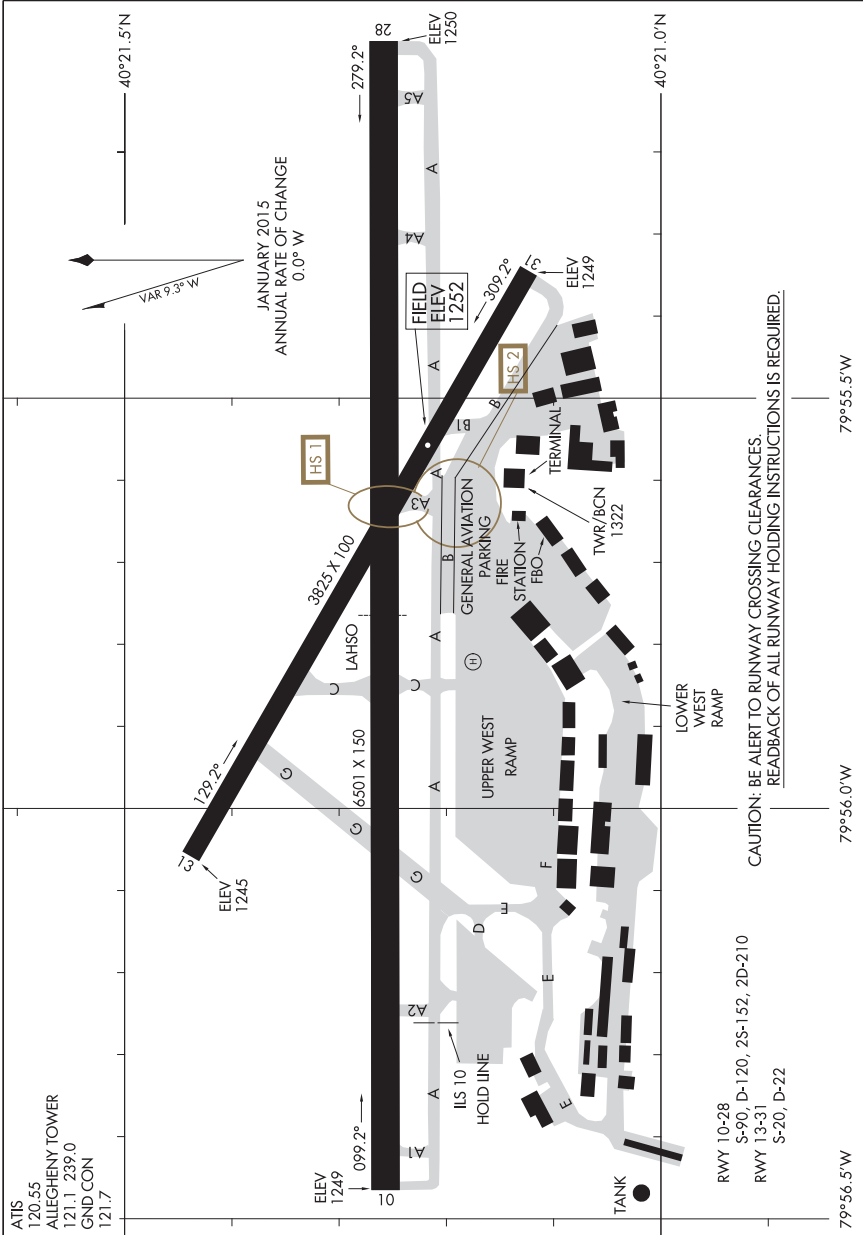 ATIS
120.55
ALLEGHENY TOWER
121.1 239.0
GND CON
121.7
40°21.5'N
40°21.0'N
VAR 9.3° W
JANUARY 2015
ANNUAL RATE OF CHANGE
0.0° W
13
129.2°
ELEV
1245
3825 X 100
HS 1
279.2°
28
ELEV
1250
G
C
LAHSO
G
6501 X 150
FIELD
ELEV
1252
309.2°
31
ELEV
1249
ELEV
1249
099.2°
10
A1
A
A2
G
A
C
A
A3
A
A
A4
A
A5
B
B1
B
HS 2
ILS 10
HOLD LINE
D
E
E
E
F
UPPER WEST
RAMP
H
GENERAL AVIATION
PARKING
FIRE
STATION
FBO
TERMINAL
TWR/BCN
1322
LOWER
WEST
RAMP
TANK
RWY 10-28
S-90, D-120, 2S-152, 2D-210
RWY 13-31
S-20, D-22
CAUTION: BE ALERT TO RUNWAY CROSSING CLEARANCES.
READBACK OF ALL RUNWAY HOLDING INSTRUCTIONS IS REQUIRED.
79°56.5'W
79°56.0'W
79°55.5'W